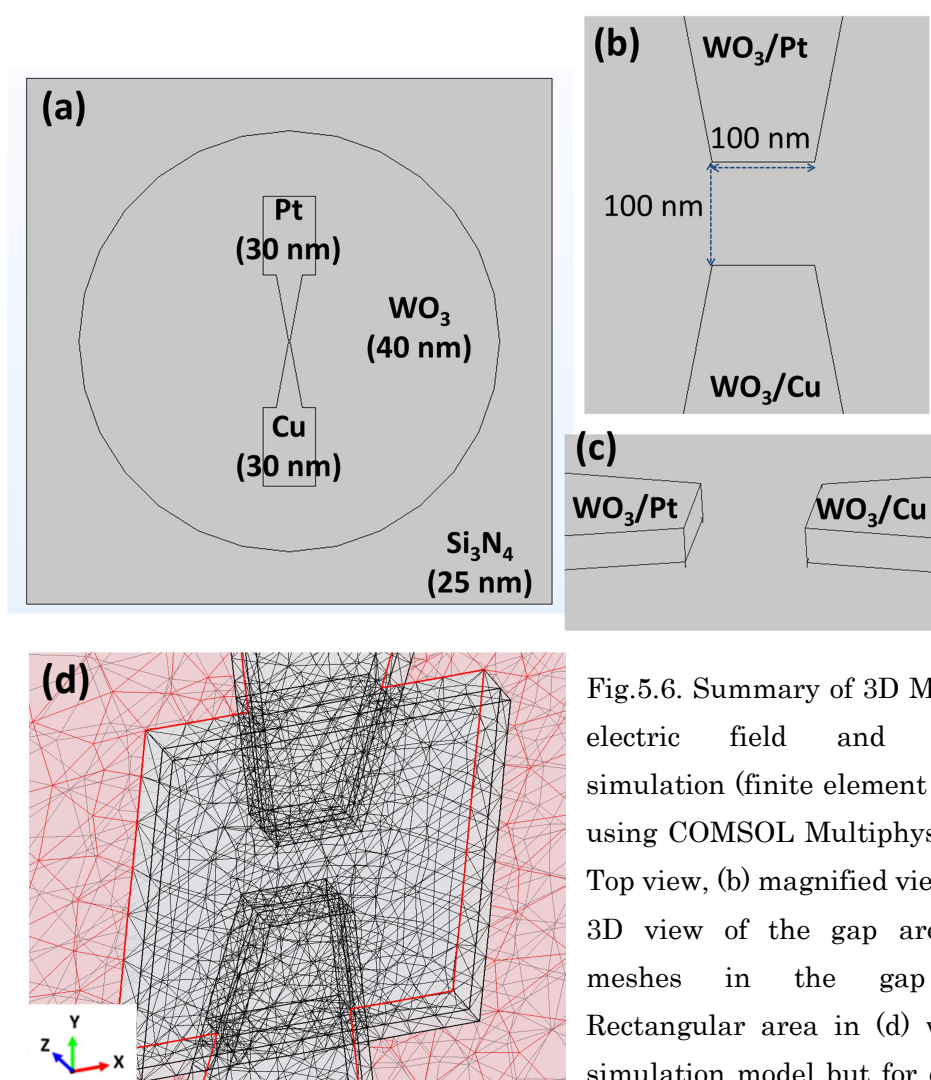 (a)
Pt
(30 nm)
WO₃
(40 nm)
Cu
(30 nm)
Si₃N₄
(25 nm)
(b)
WO₃/Pt
100 nm
100 nm
WO₃/Cu
(c)
WO₃/Pt
WO₃/Cu
(d)
Y
Z
X
Fig.5.6. Summary of 3D
electric field and
simulation (finite element
using COMSOL
Top view, (b) magnified
3D view of the gap
meshes in the gap
Rectangular area in (d)
simulation model but for